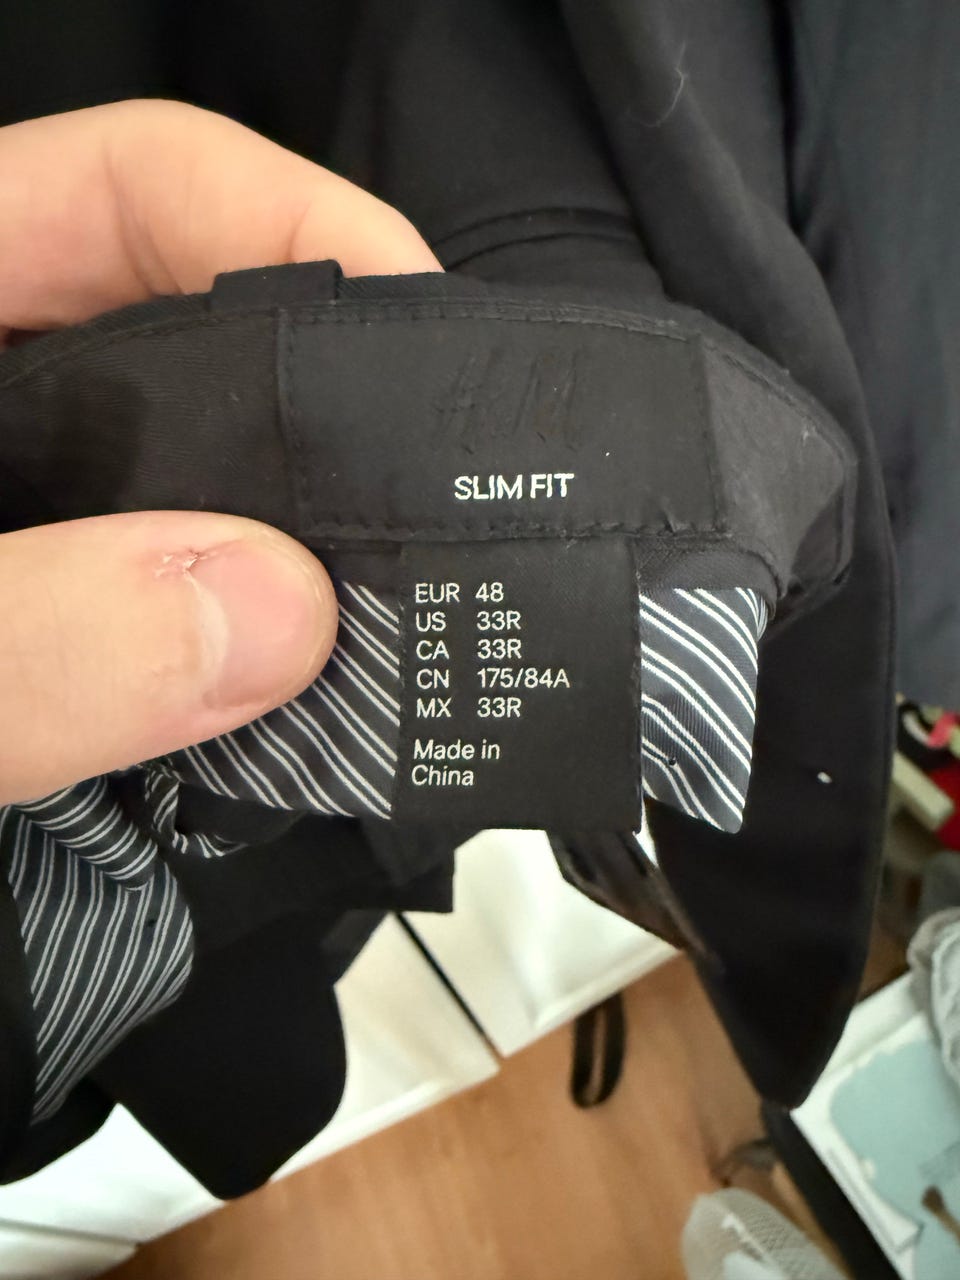 H&M
SLIM FIT
EUR 48
US 33R
CA 33R
CN 175/84A
MX 33R
Made in
China